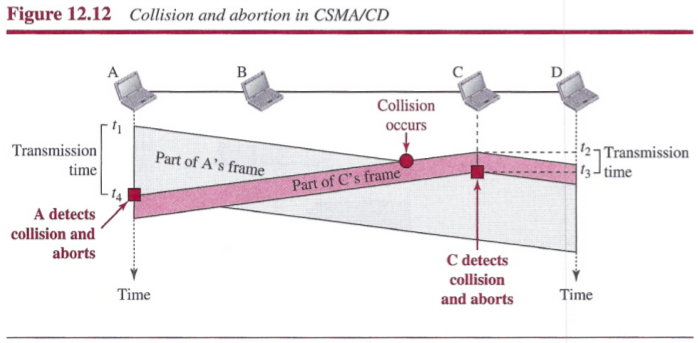 Figure 12.12 Collision and abortion in CSMA/CD
A
B
C
D
Collision
occurs
t1
Transmission
time
t4
Part of A's frame
Part of C's frame
t2
t3
Transmission
time
A detects
collision and
aborts
C detects
collision
and aborts
Time
Time